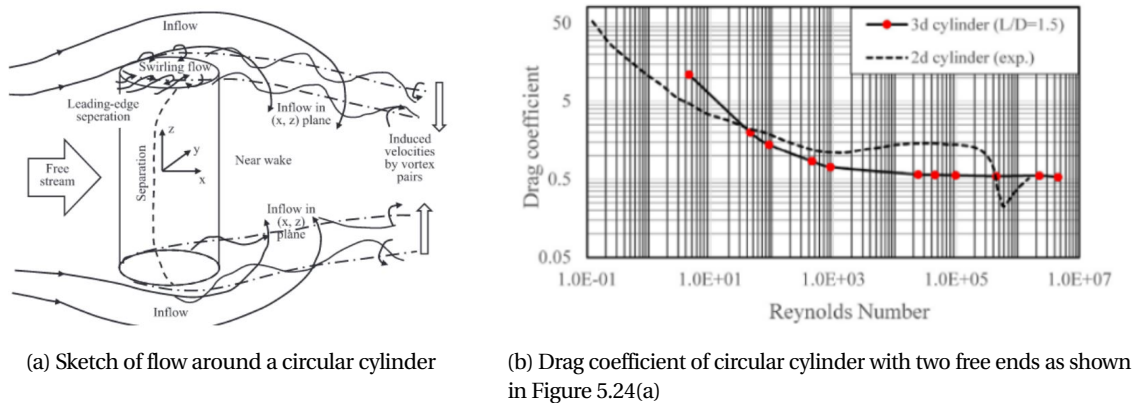 Inflow
Swirling flow
Leading-edge
seperation
Inflow in
(x, z) plane
Induced
velocities
by vortex
pairs
z
y
x
Free
stream
Separation
Near wake
Inflow in
(x, z)
plane
Inflow
(a) Sketch of flow around a circular cylinder
50
5
0.5
0.05
Drag coefficient
3d cylinder (L/D=1.5)
2d cylinder (exp.)
1.0E-01 1.0E+01 1.0E+03 1.0E+05 1.0E+07
Reynolds Number
(b) Drag coefficient of circular cylinder with two free ends as shown
in Figure 5.24(a)